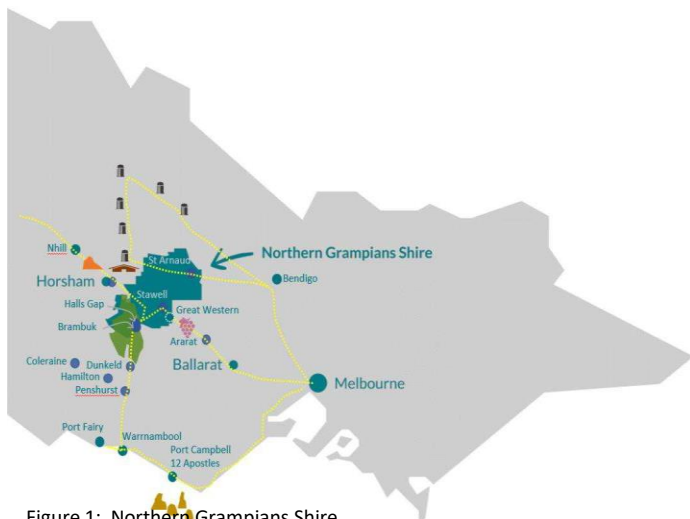 St Arnaud
Northern Grampians Shire
Nhill
Bendigo
Horsham
Stawell
Halls Gap
Great Western
Brambuk
Ararat
Coleraine
Dunkeld
Ballarat
Hamilton
Melbourne
Penshurst
Port Fairy
Warrnambool
Port Campbell
12 Apostles
Figure 1: Northern Grampians Shire